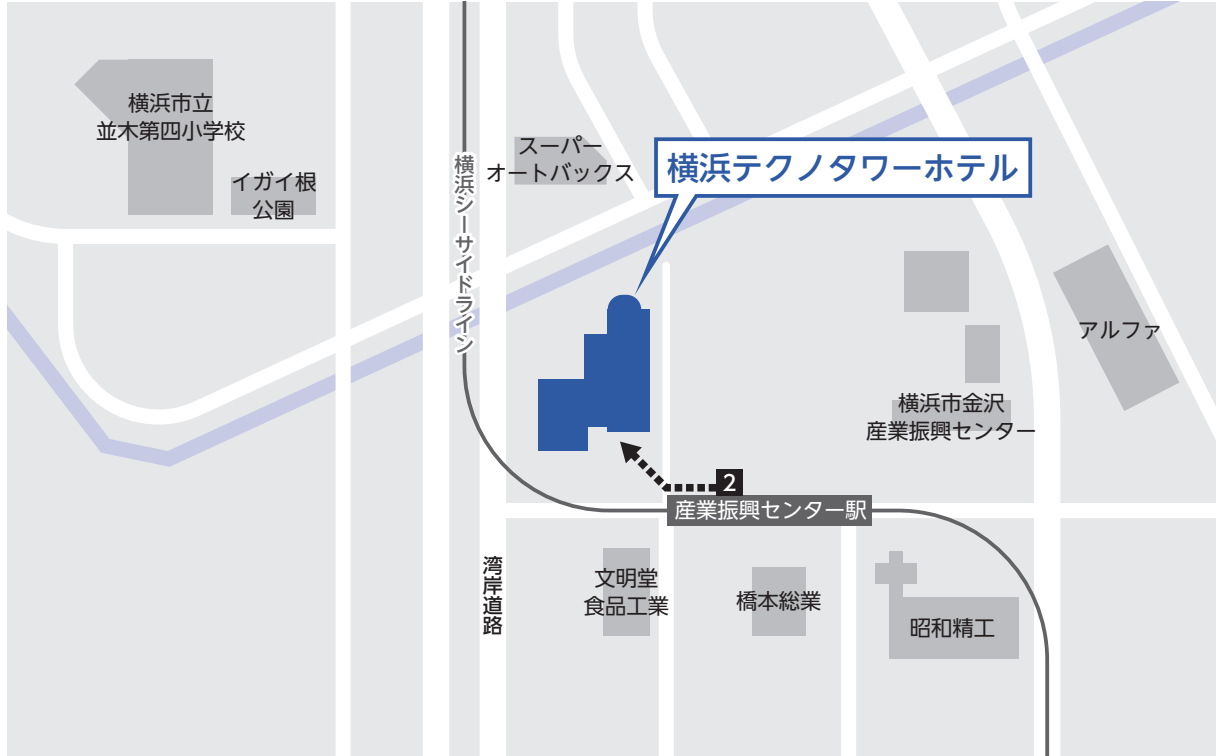 横浜市立
並木第四小学校
イガイ根
公園
横浜シーサイドライン
スーパー
オートバックス
横浜テクノタワーホテル
アルファ
横浜市金沢
産業振興センター
2
産業振興センター駅
湾岸道路
文明堂
食品工業
橋本総業
昭和精工